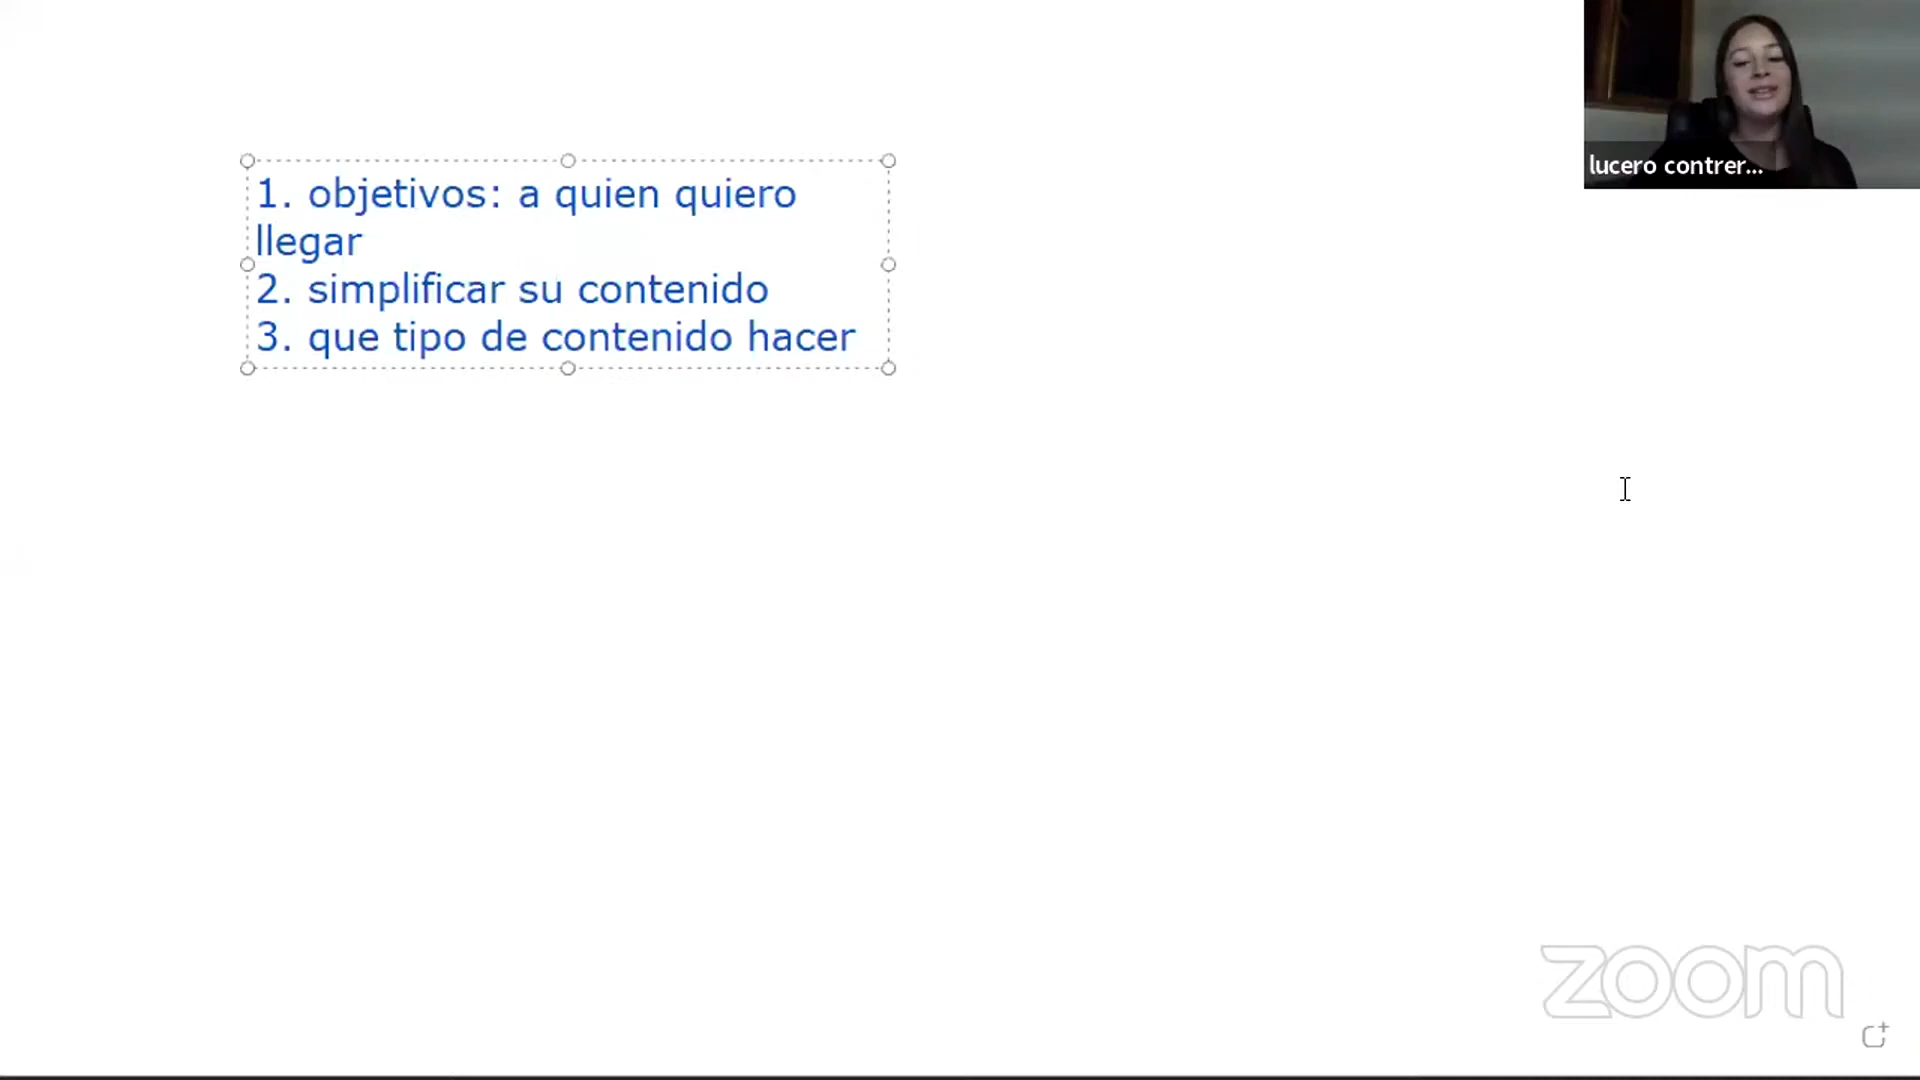 lucero contrer...
1. objetivos: a quien quiero
llegar
2. simplificar su contenido
3. que tipo de contenido hacer
zoom